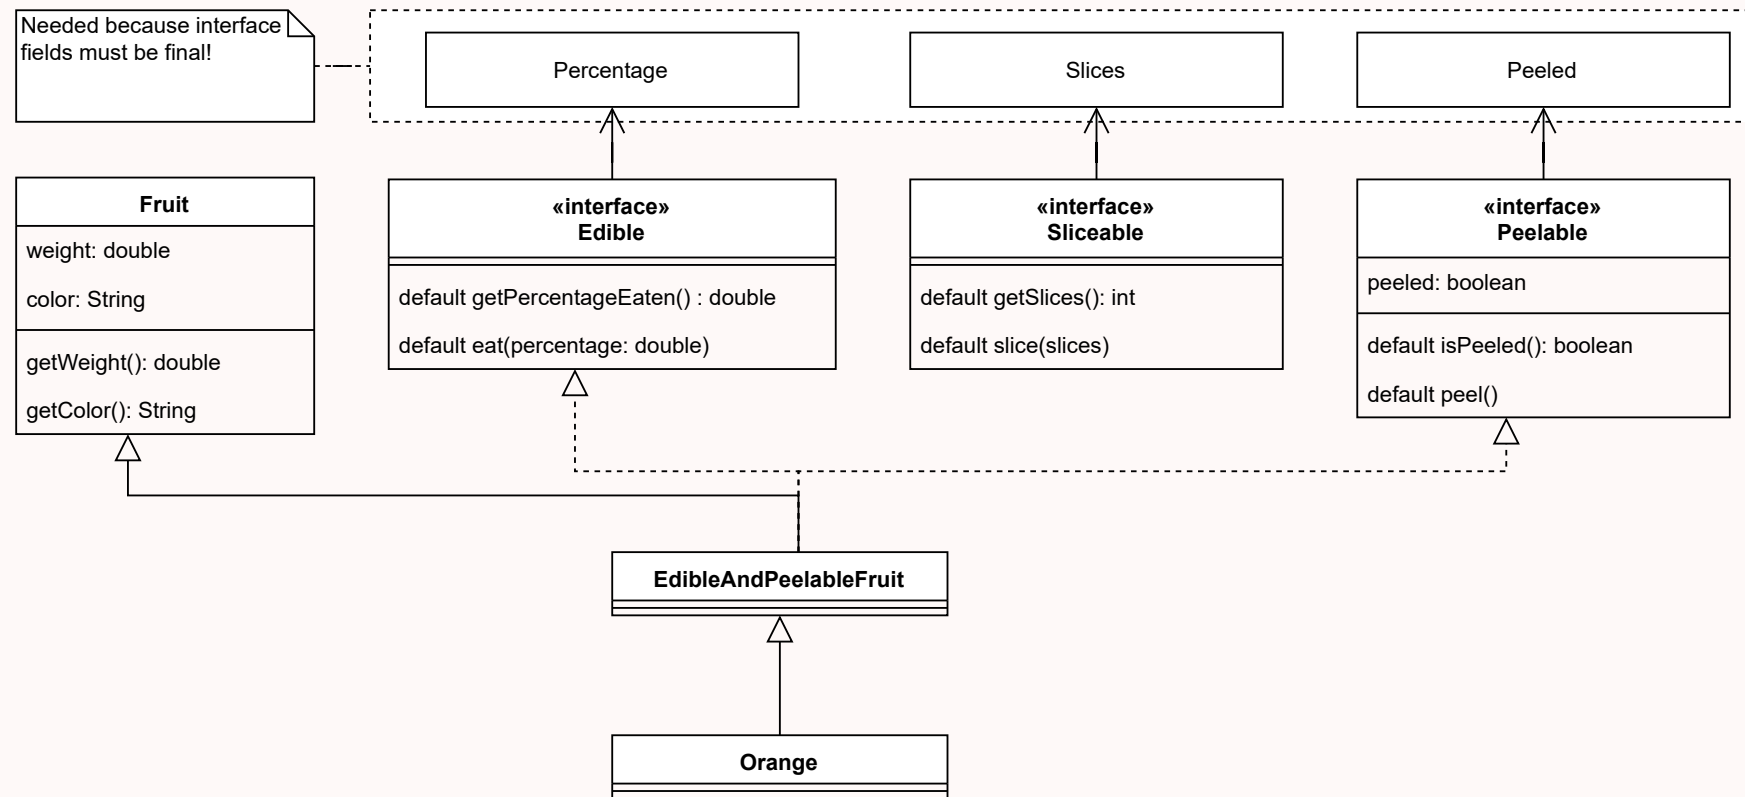 Needed because interface
fields must be final!
Percentage
Slices
Peeled
Fruit
weight: double
color: String
getWeight(): double
getColor(): String
«interface»
Edible
default getPercentageEaten() : double
default eat(percentage: double)
«interface»
Sliceable
default getSlices(): int
default slice(slices)
«interface»
Peelable
peeled: boolean
default isPeeled(): boolean
default peel()
EdibleAndPeelableFruit
Orange